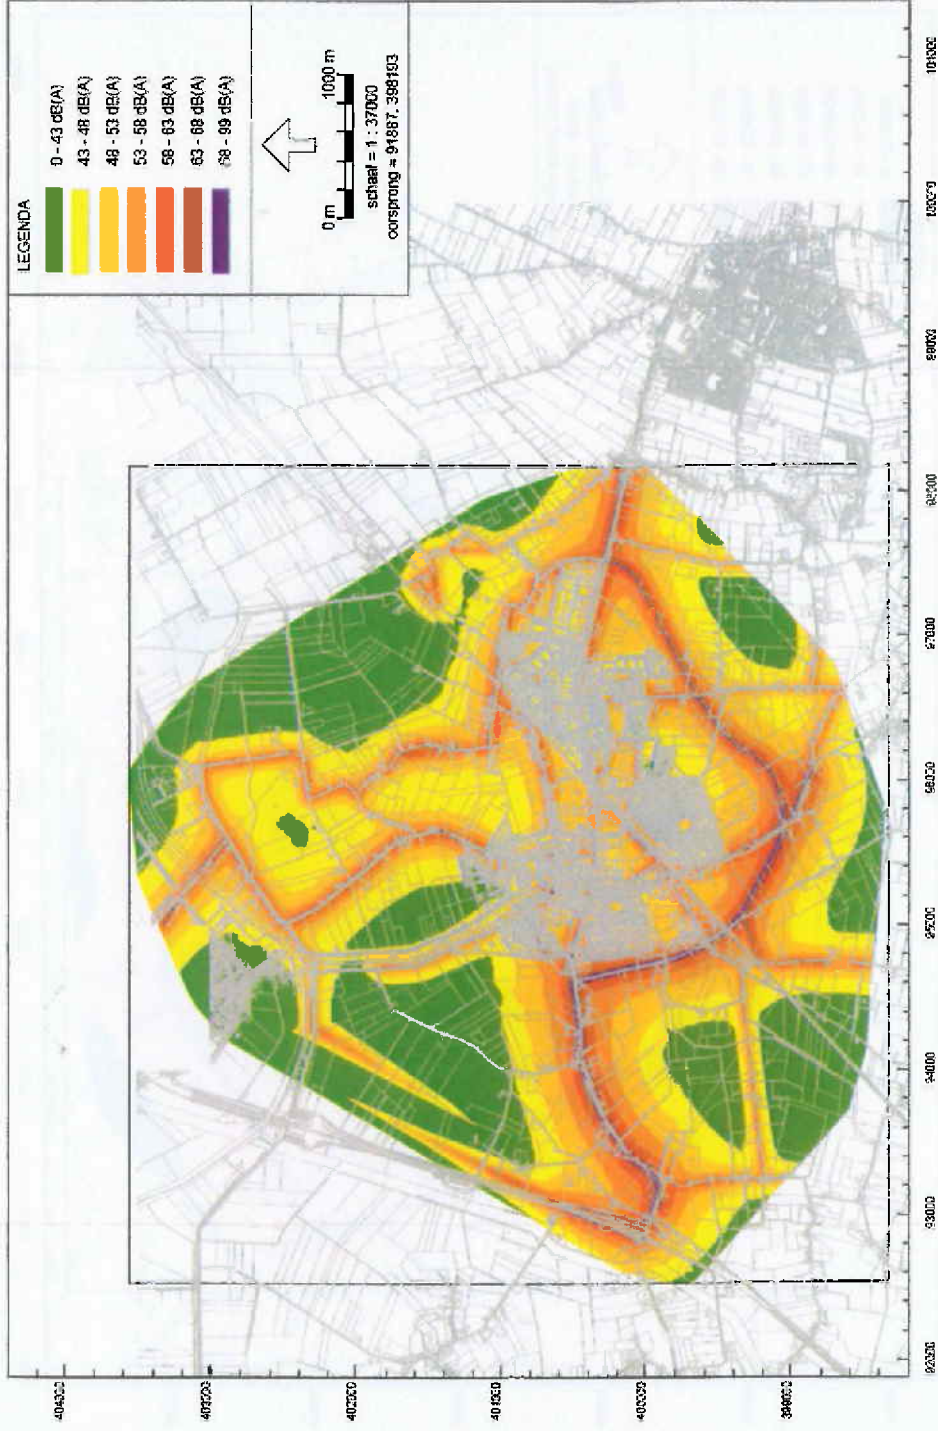 LEGENDA
0 - 43 dB(A)
43 - 48 dB(A)
48 - 53 dB(A)
53 - 58 dB(A)
58 - 63 dB(A)
63 - 68 dB(A)
68 - 99 dB(A)
0 m 1000 m
schaal = 1 : 37000
oorsprong = 91887, 398193
404000
403000
402000
401000
400000
399000
92000
93000
94000
95000
96000
97000
98000
99000
100000
101000